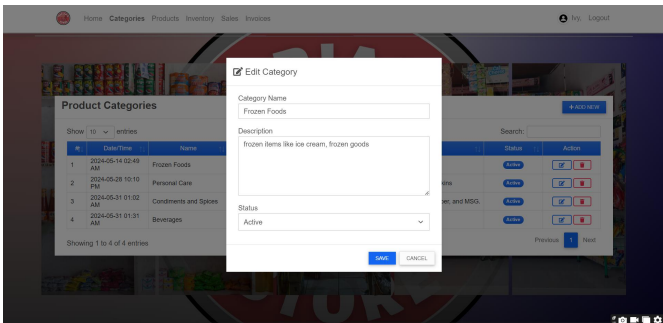 Home Categories Products Inventory Sales Invoices
Ivy, Logout
Edit Category
Category Name
Frozen Foods
Description
frozen items like ice cream, frozen goods
Status
Active
SAVE CANCEL
Product Categories
+ ADD NEW
Show 10 entries
Search:
Date/Time Name Status Action
1 2024-05-14 02:49 AM Frozen Foods Active
2 2024-05-28 10:10 PM Personal Care Active
3 2024-05-31 01:02 AM Condiments and Spices and MSG. Active
4 2024-05-31 01:31 AM Beverages Active
Showing 1 to 4 of 4 entries
Previous 1 Next
STORE